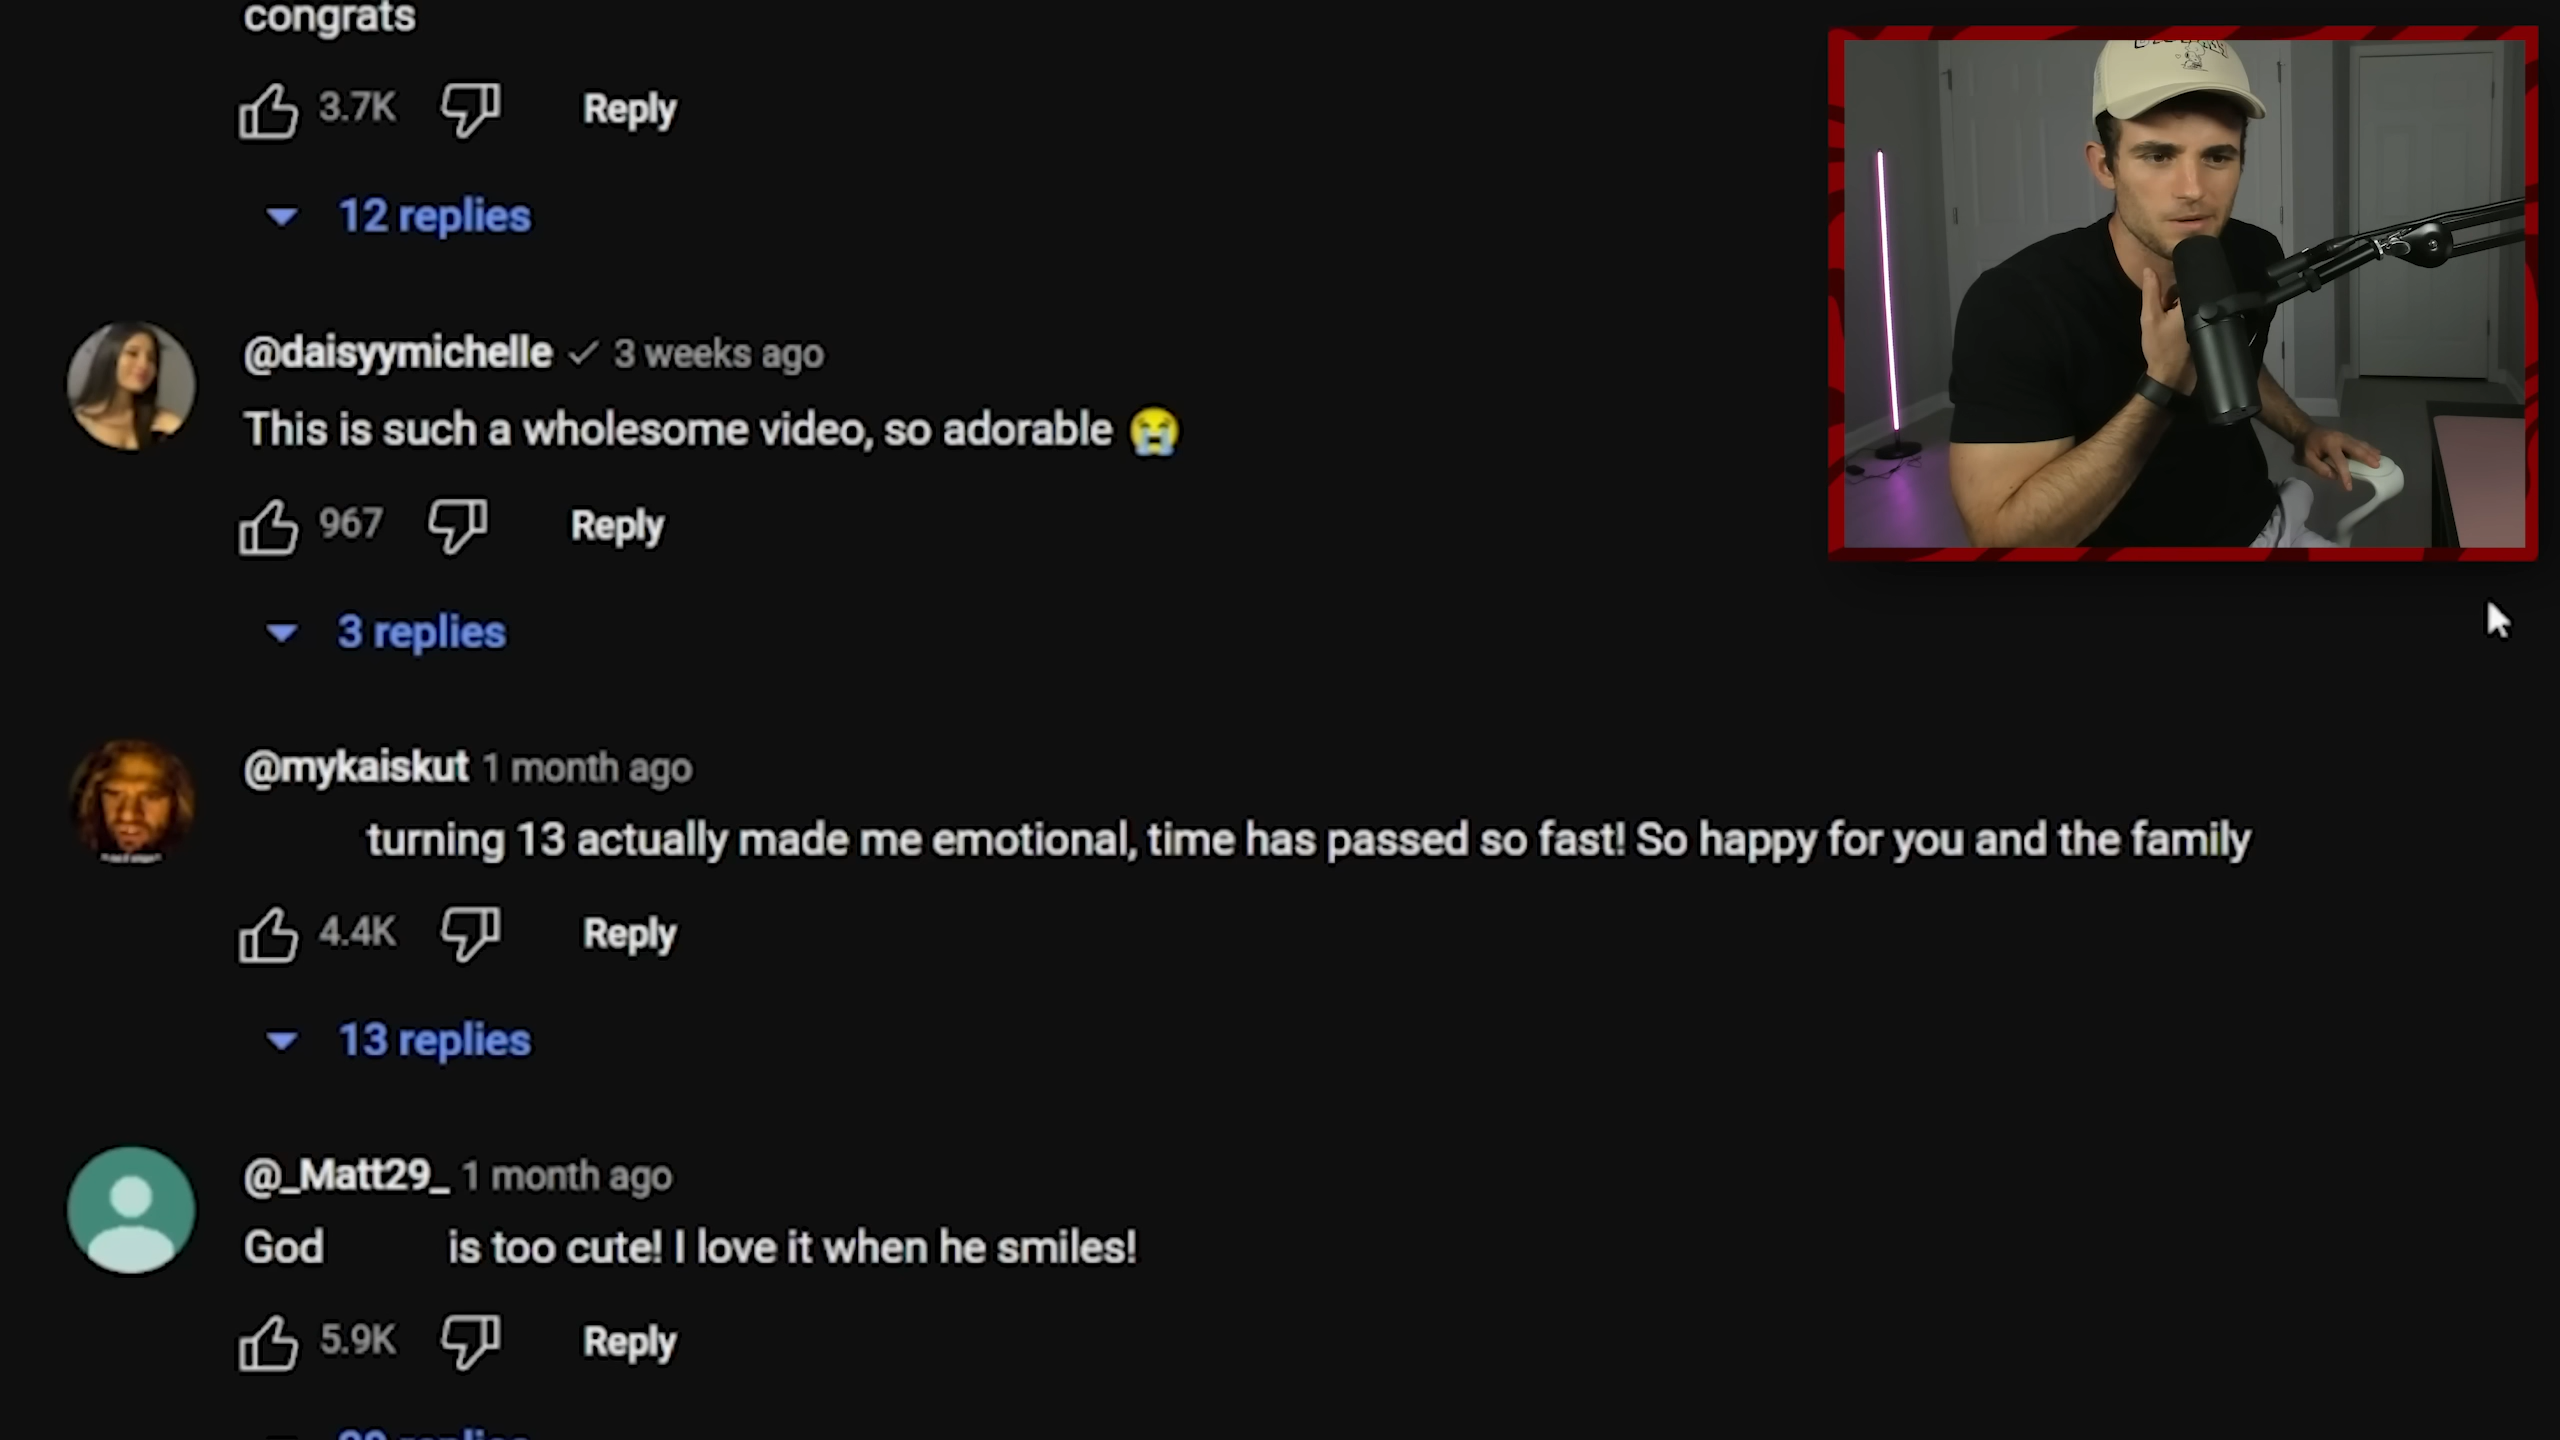 congrats
3.7K Reply
12 replies
@daisyymichelle 3 weeks ago
This is such a wholesome video, so adorable 😭
967 Reply
3 replies
@mykaiskut 1 month ago
turning 13 actually made me emotional, time has passed so fast! So happy for you and the family
4.4K Reply
13 replies
@_Matt29_ 1 month ago
God is too cute! I love it when he smiles!
5.9K Reply
replies